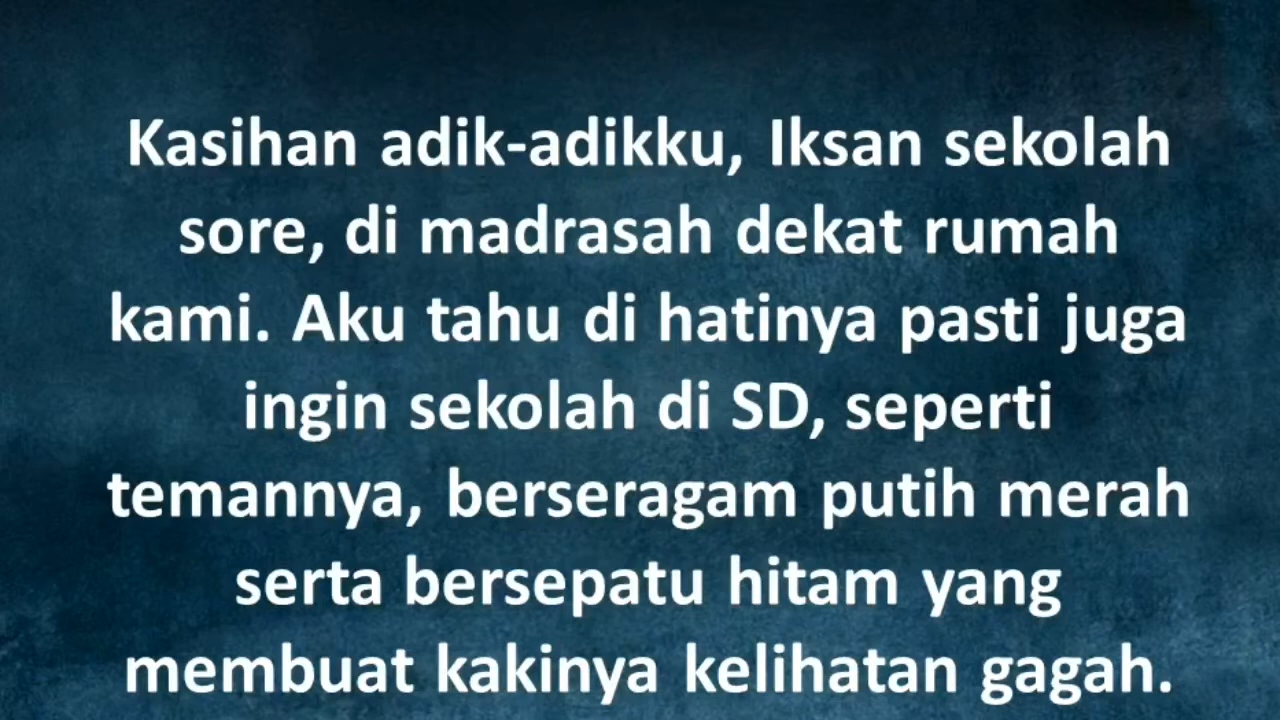 Kasihan adik-adikku, Iksan sekolah
sore, di madrasah dekat rumah
kami. Aku tahu di hatinya pasti juga
ingin sekolah di SD, seperti
temannya, berseragam putih merah
serta bersepatu hitam yang
membuat kakinya kelihatan gagah.